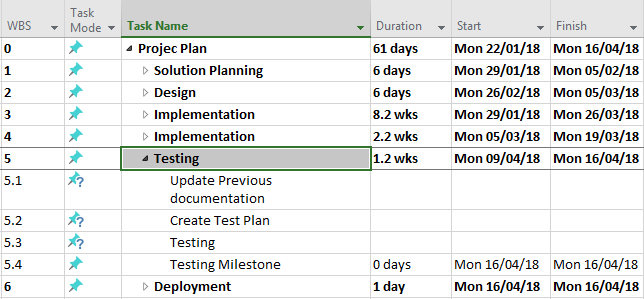 WBS Task Mode Task Name Duration Start Finish
0 Projec Plan 61 days Mon 22/01/18 Mon 16/04/18
1 Solution Planning 6 days Mon 29/01/18 Mon 05/02/18
2 Design 6 days Mon 26/02/18 Mon 05/03/18
3 Implementation 8.2 wks Mon 29/01/18 Mon 26/03/18
4 Implementation 2.2 wks Mon 05/03/18 Mon 19/03/18
5 Testing 1.2 wks Mon 09/04/18 Mon 16/04/18
5.1 Update Previous
documentation
5.2 Create Test Plan
5.3 Testing
5.4 Testing Milestone 0 days Mon 16/04/18 Mon 16/04/18
6 Deployment 1 day Mon 16/04/18 Mon 16/04/18